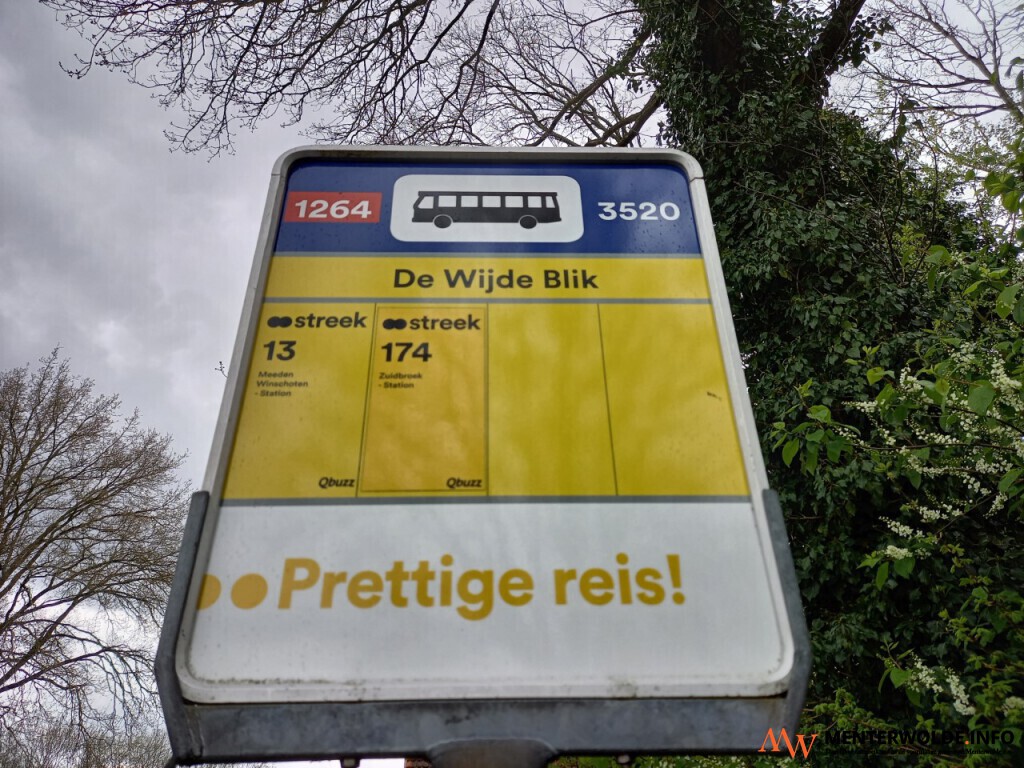 1264
3520
De Wijde Blik
streek
13
Meeden
Winschoten
- Station
Qbuzz
streek
174
Zuidbroek
- Station
Qbuzz
Prettige reis!
MW MENTERWOLDE.INFO